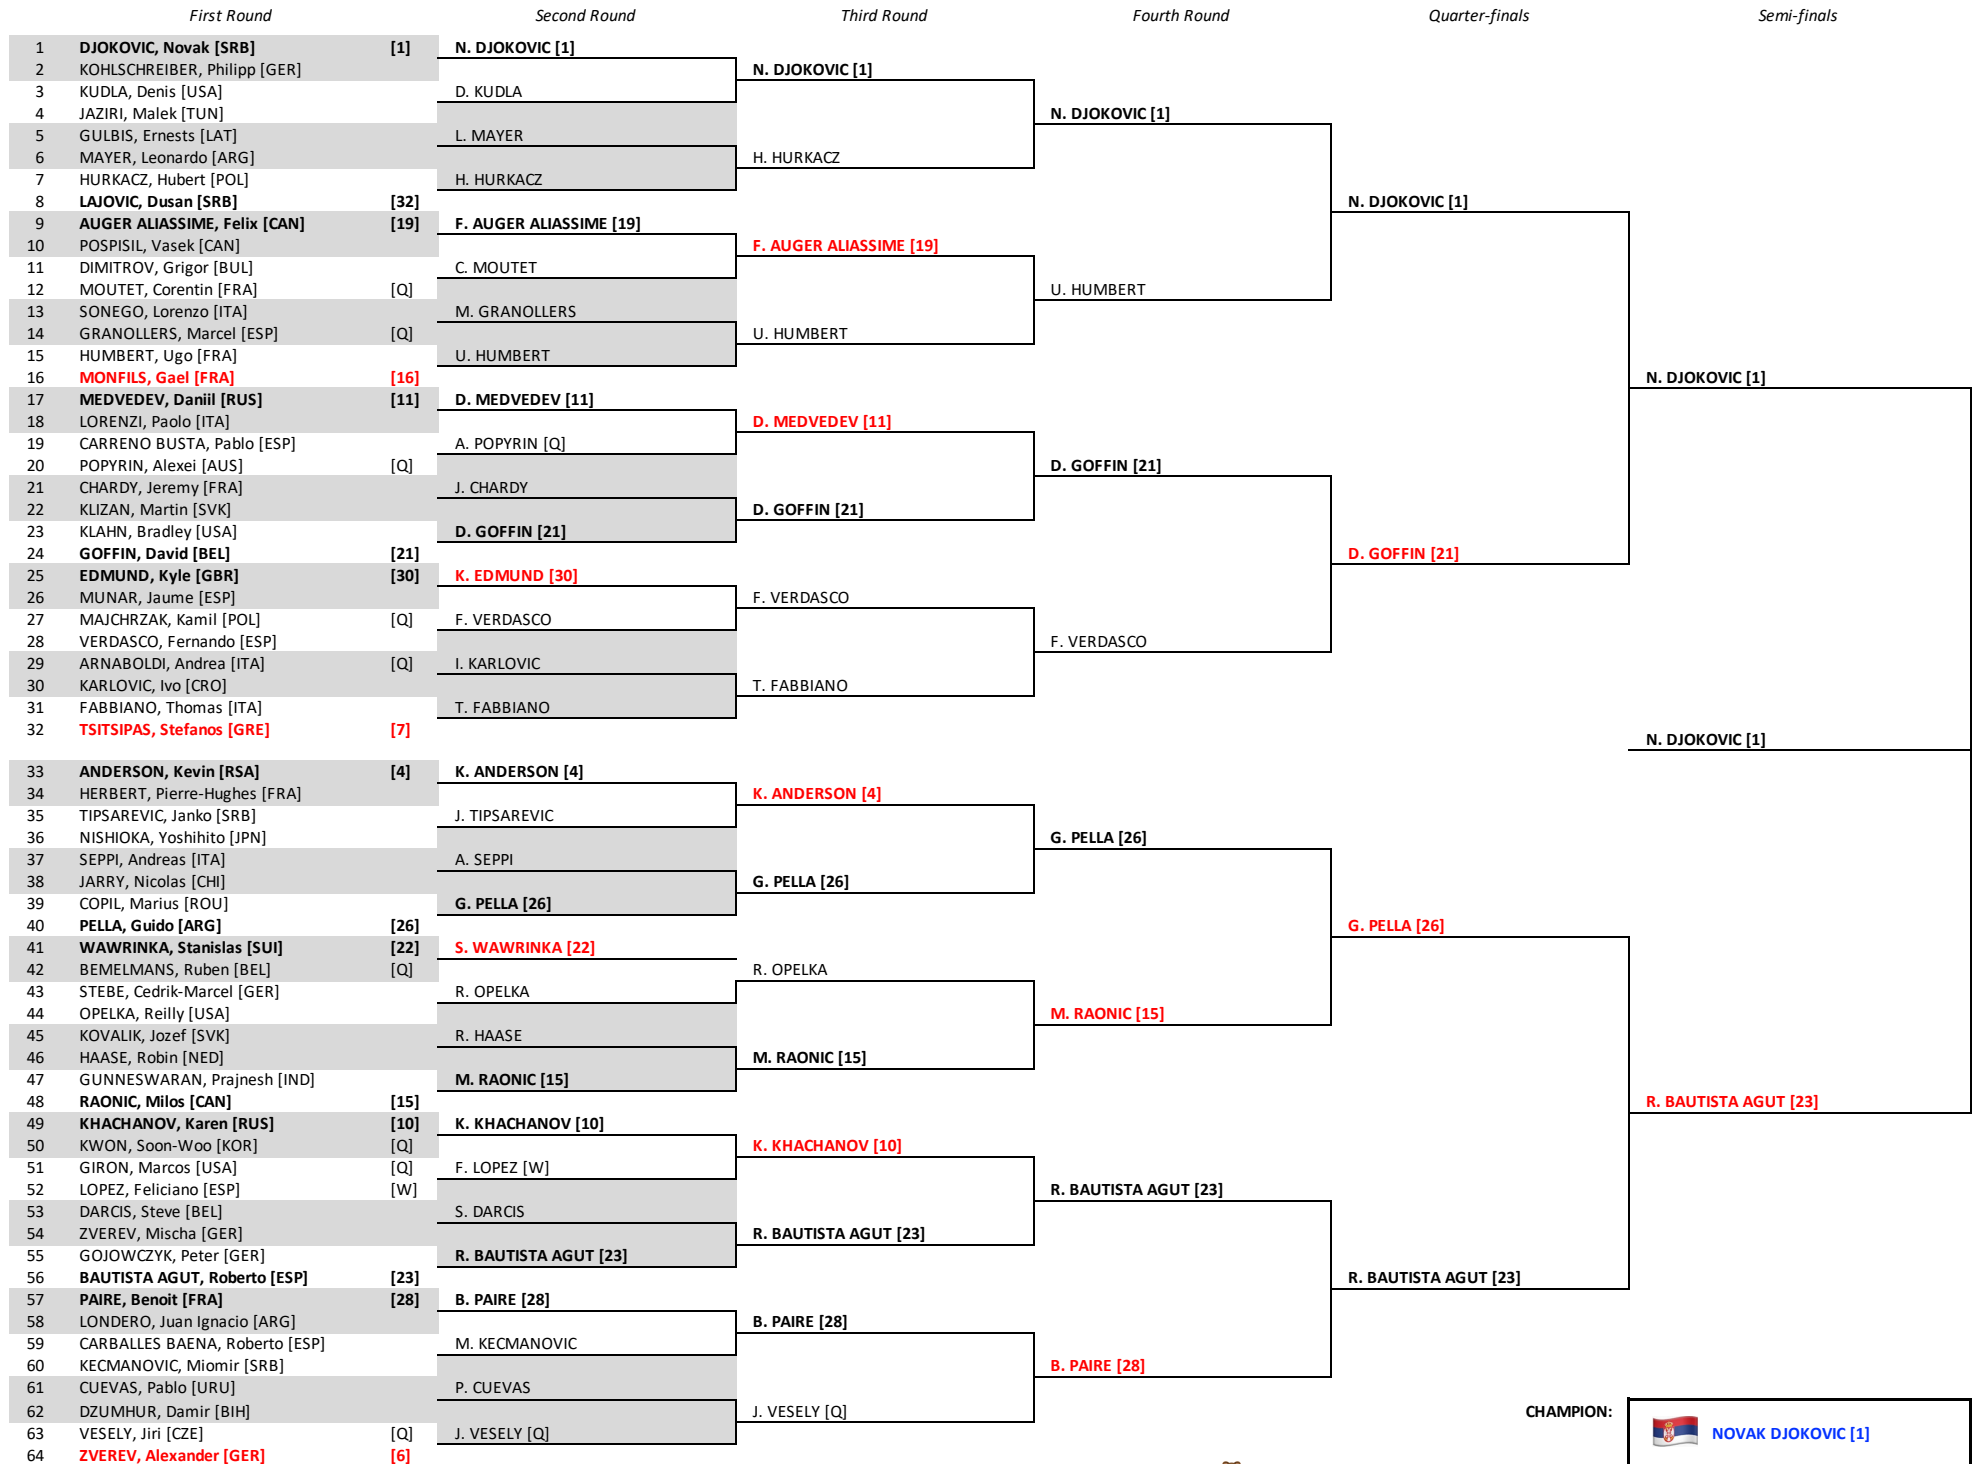 First Round Second Round Third Round Fourth Round Quarter-finals Semi-finals
1 DJOKOVIC, Novak [SRB] [1] N. DJOKOVIC [1]
2 KOHLSCHREIBER, Philipp [GER] N. DJOKOVIC [1]
3 KUDLA, Denis [USA] D. KUDLA
4 JAZIRI, Malek [TUN] N. DJOKOVIC [1]
5 GULBIS, Ernests [LAT] L. MAYER
6 MAYER, Leonardo [ARG] H. HURKACZ
7 HURKACZ, Hubert [POL] H. HURKACZ
8 LAJOVIC, Dusan [SRB] [32] N. DJOKOVIC [1]
9 AUGER ALIASSIME, Felix [CAN] [19] F. AUGER ALIASSIME [19]
10 POSPISIL, Vasek [CAN] F. AUGER ALIASSIME [19]
11 DIMITROV, Grigor [BUL] C. MOUTET
12 MOUTET, Corentin [FRA] [Q] U. HUMBERT
13 SONEGO, Lorenzo [ITA] M. GRANOLLERS
14 GRANOLLERS, Marcel [ESP] [Q] U. HUMBERT
15 HUMBERT, Ugo [FRA] U. HUMBERT
16 MONFILS, Gael [FRA] [16] N. DJOKOVIC [1]
17 MEDVEDEV, Daniil [RUS] [11] D. MEDVEDEV [11]
18 LORENZI, Paolo [ITA] D. MEDVEDEV [11]
19 CARRENO BUSTA, Pablo [ESP] A. POPYRIN [Q]
20 POPYRIN, Alexei [AUS] [Q] D. GOFFIN [21]
21 CHARDY, Jeremy [FRA] J. CHARDY
22 KLIZAN, Martin [SVK] D. GOFFIN [21]
23 KLAHN, Bradley [USA] D. GOFFIN [21]
24 GOFFIN, David [BEL] [21] D. GOFFIN [21]
25 EDMUND, Kyle [GBR] [30] K. EDMUND [30]
26 MUNAR, Jaume [ESP] F. VERDASCO
27 MAJCHRZAK, Kamil [POL] [Q] F. VERDASCO
28 VERDASCO, Fernando [ESP] F. VERDASCO
29 ARNABOLDI, Andrea [ITA] [Q] I. KARLOVIC
30 KARLOVIC, Ivo [CRO] T. FABBIANO
31 FABBIANO, Thomas [ITA] T. FABBIANO
32 TSITSIPAS, Stefanos [GRE] [7]
N. DJOKOVIC [1]
33 ANDERSON, Kevin [RSA] [4] K. ANDERSON [4]
34 HERBERT, Pierre-Hughes [FRA] K. ANDERSON [4]
35 TIPSAREVIC, Janko [SRB] J. TIPSAREVIC
36 NISHIOKA, Yoshihito [JPN] G. PELLA [26]
37 SEPPI, Andreas [ITA] A. SEPPI
38 JARRY, Nicolas [CHI] G. PELLA [26]
39 COPIL, Marius [ROU] G. PELLA [26]
40 PELLA, Guido [ARG] [26] G. PELLA [26]
41 WAWRINKA, Stanislas [SUI] [22] S. WAWRINKA [22]
42 BEMELMANS, Ruben [BEL] [Q] R. OPELKA
43 STEBE, Cedrik-Marcel [GER] R. OPELKA
44 OPELKA, Reilly [USA] M. RAONIC [15]
45 KOVALIK, Jozef [SVK] R. HAASE
46 HAASE, Robin [NED] M. RAONIC [15]
47 GUNNESWARAN, Prajnesh [IND] M. RAONIC [15]
48 RAONIC, Milos [CAN] [15] R. BAUTISTA AGUT [23]
49 KHACHANOV, Karen [RUS] [10] K. KHACHANOV [10]
50 KWON, Soon-Woo [KOR] [Q] K. KHACHANOV [10]
51 GIRON, Marcos [USA] [Q] F. LOPEZ [W]
52 LOPEZ, Feliciano [ESP] [W] R. BAUTISTA AGUT [23]
53 DARCIS, Steve [BEL] S. DARCIS
54 ZVEREV, Mischa [GER] R. BAUTISTA AGUT [23]
55 GOJOWCZYK, Peter [GER] R. BAUTISTA AGUT [23]
56 BAUTISTA AGUT, Roberto [ESP] [23] R. BAUTISTA AGUT [23]
57 PAIRE, Benoit [FRA] [28] B. PAIRE [28]
58 LONDERO, Juan Ignacio [ARG] B. PAIRE [28]
59 CARBALLES BAENA, Roberto [ESP] M. KECMANOVIC
60 KECMANOVIC, Miomir [SRB] B. PAIRE [28]
61 CUEVAS, Pablo [URU] P. CUEVAS
62 DZUMHUR, Damir [BIH] J. VESELY [Q] CHAMPION:
63 VESELY, Jiri [CZE] [Q] J. VESELY [Q] NOVAK DJOKOVIC [1]
64 ZVEREV, Alexander [GER] [6]